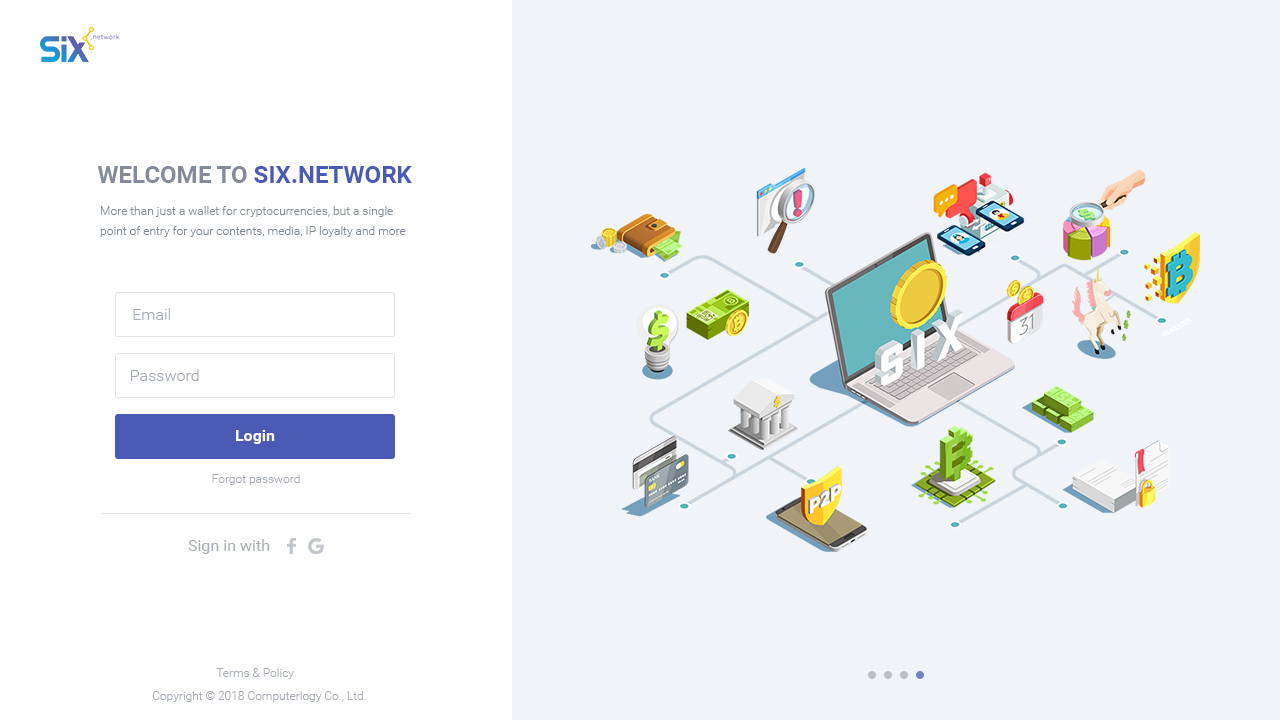 SiX.network
WELCOME TO SIX.NETWORK
More than just a wallet for cryptocurrencies, but a single
point of entry for your contents, media, IP loyalty and more
Email
Password
Login
Forgot password
Sign in with
Terms & Policy
Copyright © 2018 Computerlogy Co., Ltd.
SIX
31
WALLET
BANK
P2P